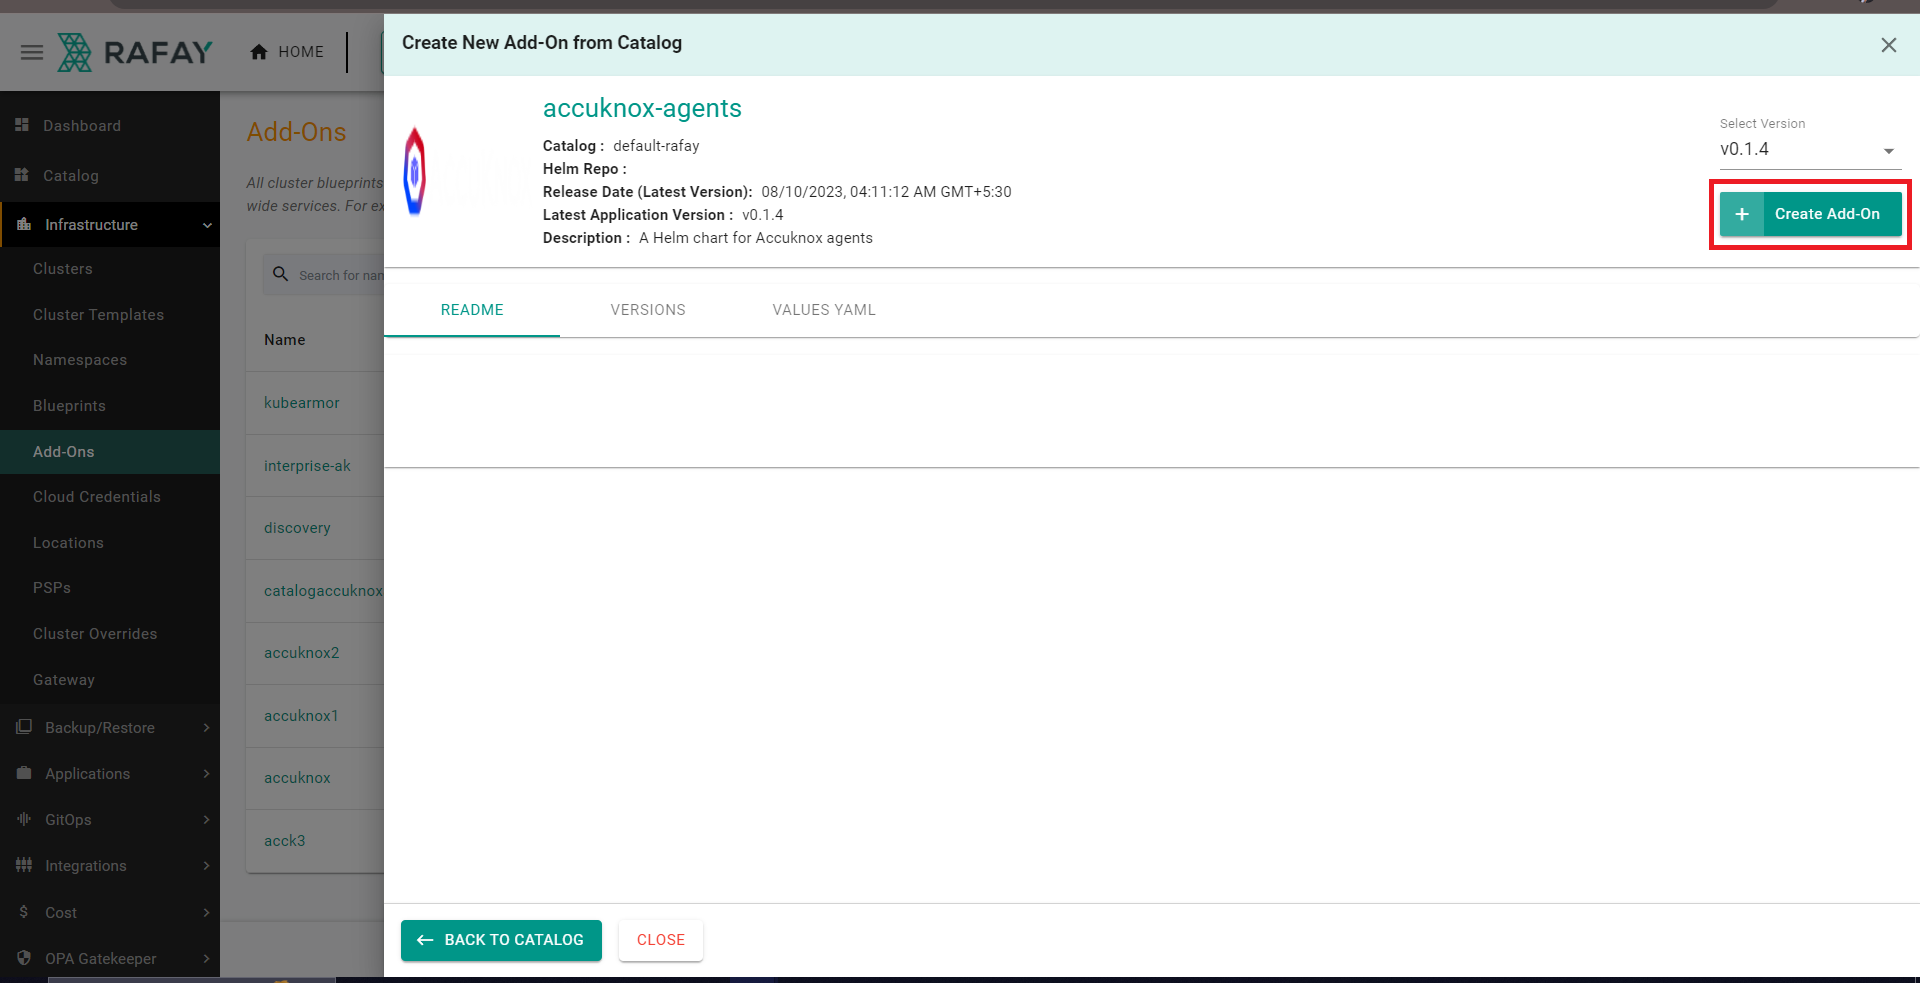 RAFAY
HOME
Dashboard
Catalog
Infrastructure
Clusters
Cluster Templates
Namespaces
Blueprints
Add-Ons
Cloud Credentials
Locations
PSPs
Cluster Overrides
Gateway
Backup/Restore
Applications
GitOps
Integrations
Cost
OPA Gatekeeper
Add-Ons
All cluster blueprints
wide services. For
Search for
Name
kubearmor
interprise-ak
discovery
catalogaccuknox
accuknox2
accuknox1
accuknox
acck3
Create New Add-On from Catalog
accuknox-agents
Catalog : default-rafay
Helm Repo :
Release Date (Latest Version): 08/10/2023, 04:11:12 AM GMT+5:30
Latest Application Version : v0.1.4
Description : A Helm chart for Accuknox agents
Select Version
v0.1.4
+ Create Add-On
README VERSIONS VALUES YAML
BACK TO CATALOG CLOSE